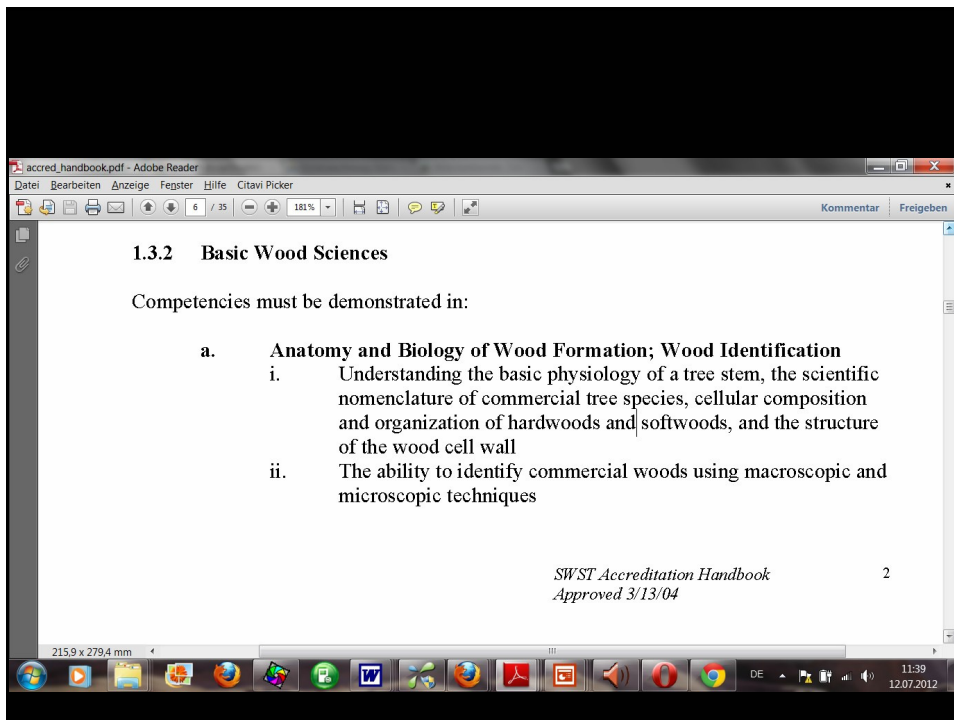 accred_handbook.pdf - Adobe Reader
Datei Bearbeiten Anzeige Fenster Hilfe Citavi Picker
6 / 35 181% Kommentar Freigeben
1.3.2 Basic Wood Sciences
Competencies must be demonstrated in:
a. Anatomy and Biology of Wood Formation; Wood Identification
i. Understanding the basic physiology of a tree stem, the scientific
nomenclature of commercial tree species, cellular composition
and organization of hardwoods and softwoods, and the structure
of the wood cell wall
ii. The ability to identify commercial woods using macroscopic and
microscopic techniques
SWST Accreditation Handbook 2
Approved 3/13/04
215,9 x 279,4 mm
DE 11:39
12.07.2012